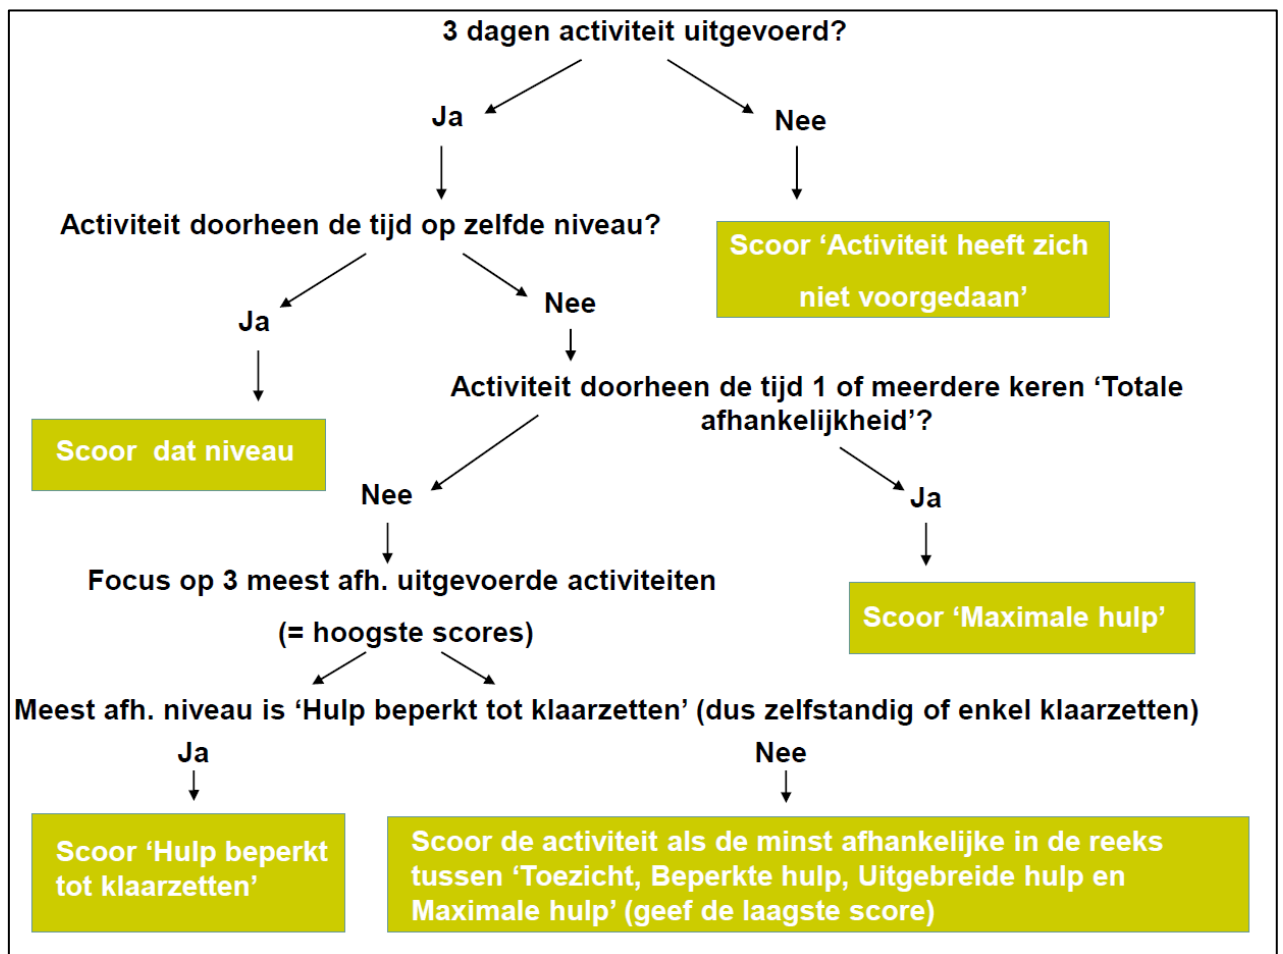 3 dagen activiteit uitgevoerd?
Ja
Nee
Activiteit doorheen de tijd op zelfde niveau?
Scoor ‘Activiteit heeft zich
niet voorgedaan’
Ja
Nee
Activiteit doorheen de tijd 1 of meerdere keren ‘Totale
afhankelijkheid’?
Scoor dat niveau
Nee
Ja
Focus op 3 meest afh. uitgevoerde activiteiten
(= hoogste scores)
Scoor ‘Maximale hulp’
Meest afh. niveau is ‘Hulp beperkt tot klaarzetten’ (dus zelfstandig of enkel klaarzetten)
Ja
Nee
Scoor ‘Hulp beperkt
tot klaarzetten’
Scoor de activiteit als de minst afhankelijke in de reeks
tussen ‘Toezicht, Beperkte hulp, Uitgebreide hulp en
Maximale hulp’ (geef de laagste score)